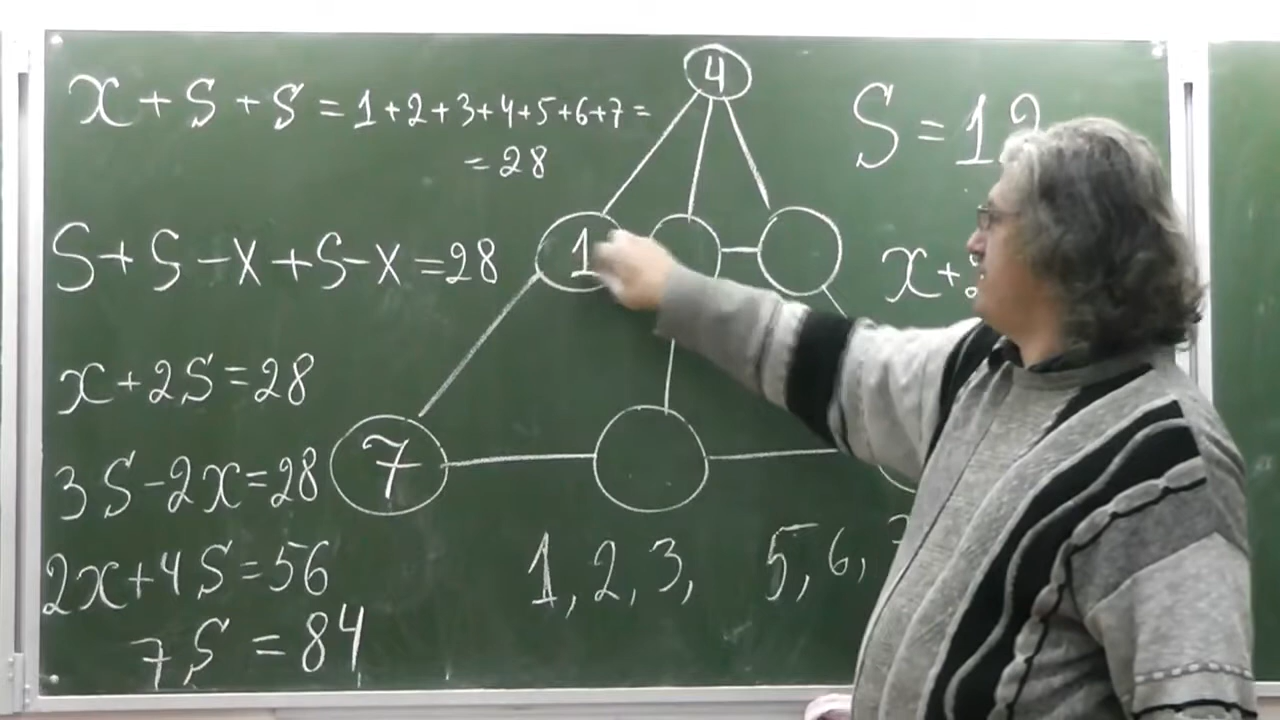 x + S + S = 1+2+3+4+5+6+7=
= 28
S + S - x + S - x = 28
x + 2S = 28
3S - 2x = 28
2x + 4S = 56
7S = 84
4
1
7
1, 2, 3, 5, 6,
S = 12
x +